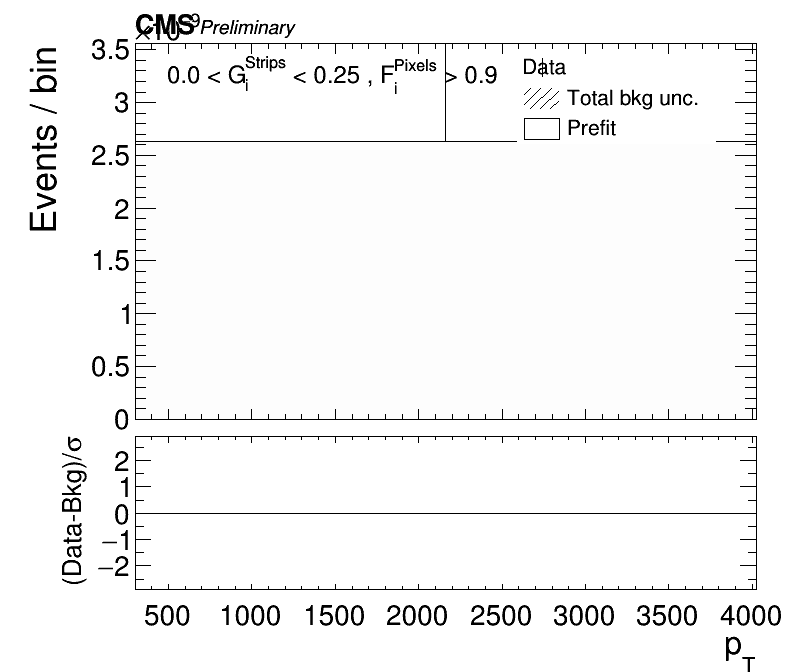 CMS Preliminary
×10⁻⁹
0.0 < G_i^Strips < 0.25 , F_i^Pixels > 0.9
Data
Total bkg unc.
Prefit
Events / bin
3.5
3
2.5
2
1.5
1
0.5
0
(Data-Bkg)/σ
2
1
0
−1
−2
500 1000 1500 2000 2500 3000 3500 4000
p_T